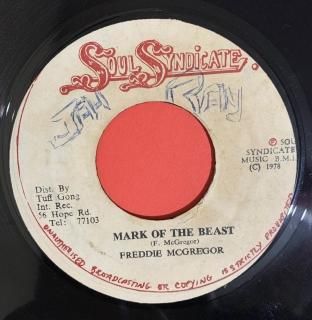 SOUL SYNDICATE
JAH
℗ SOUL
SYNDICATE
MUSIC B.M.I.
(C) 1978
Dist. By
Tuff Gong
Int. Rec.
56 Hope Rd.
Tel: 77103
MARK OF THE BEAST
(F. McGregor)
FREDDIE MCGREGOR
UNAUTHORISED BROADCASTING OR COPYING IS STRICTLY PROHIBITED